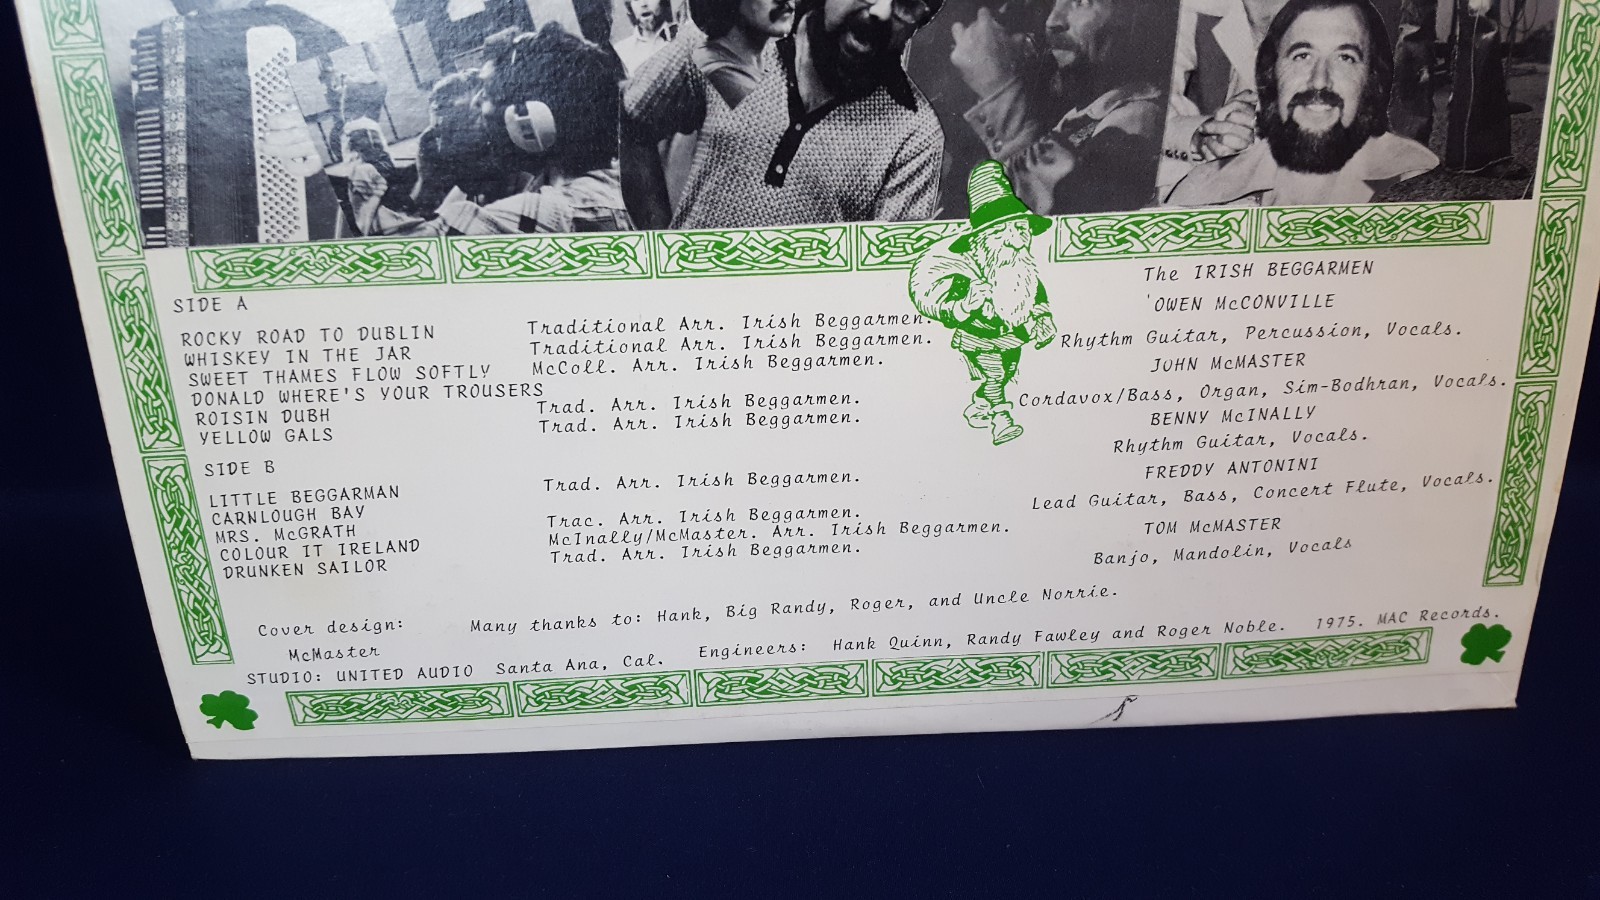 SIDE A
ROCKY ROAD TO DUBLIN Traditional Arr. Irish Beggarmen.
WHISKEY IN THE JAR Traditional Arr. Irish Beggarmen.
SWEET THAMES FLOW SOFTLY McColl. Arr. Irish Beggarmen.
DONALD WHERE'S YOUR TROUSERS
ROISIN DUBH Trad. Arr. Irish Beggarmen.
YELLOW GALS Trad. Arr. Irish Beggarmen.
SIDE B
LITTLE BEGGARMAN Trad. Arr. Irish Beggarmen.
CARNLOUGH BAY
MRS. McGRATH Trac. Arr. Irish Beggarmen.
COLOUR IT IRELAND McInally/McMaster. Arr. Irish Beggarmen.
DRUNKEN SAILOR Trad. Arr. Irish Beggarmen.
The IRISH BEGGARMEN
'OWEN McCONVILLE
Rhythm Guitar, Percussion, Vocals.
JOHN McMASTER
Cordavox/Bass, Organ, Sim-Bodhran, Vocals.
BENNY McINALLY
Rhythm Guitar, Vocals.
FREDDY ANTONINI
Lead Guitar, Bass, Concert Flute, Vocals.
TOM McMASTER
Banjo, Mandolin, Vocals
Cover design: Many thanks to: Hank, Big Randy, Roger, and Uncle Norrie.
McMaster
STUDIO: UNITED AUDIO Santa Ana, Cal. Engineers: Hank Quinn, Randy Fawley and Roger Noble. 1975. MAC Records.